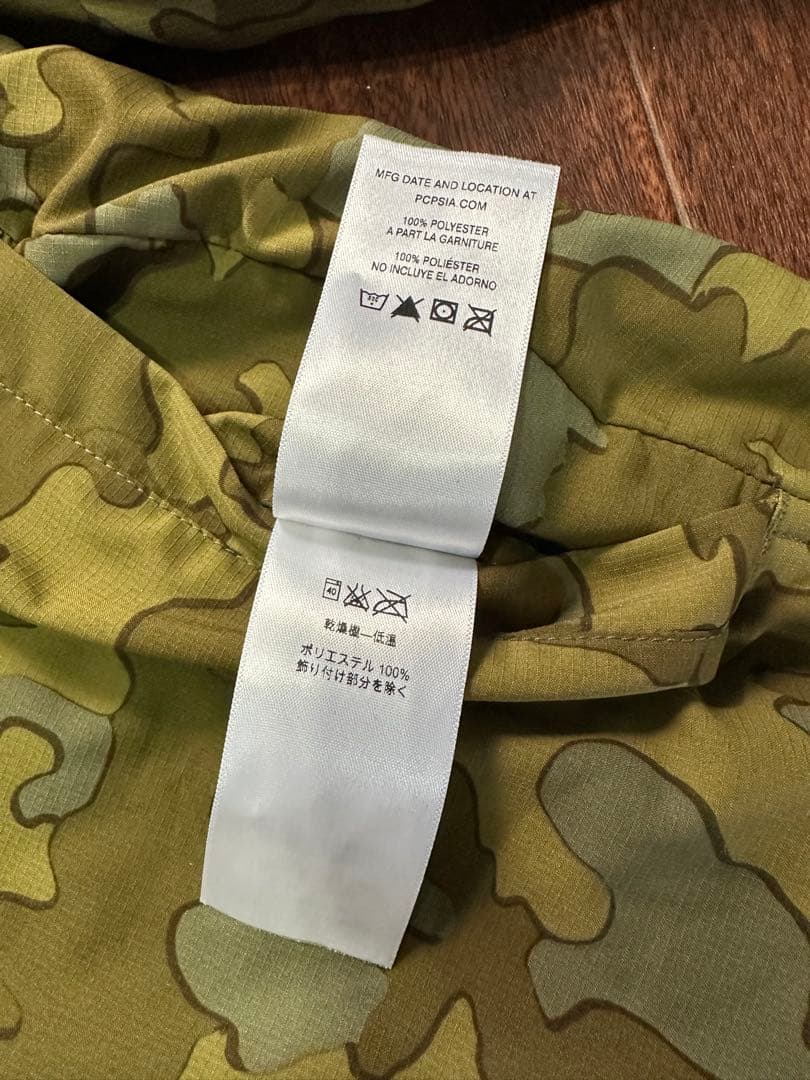 MFG DATE AND LOCATION AT
PCPSIA.COM
100% POLYESTER
A PART LA GARNITURE
100% POLIÉSTER
NO INCLUYE EL ADORNO
40
乾燥機—低温
ポリエステル 100%
飾り付け部分を除く